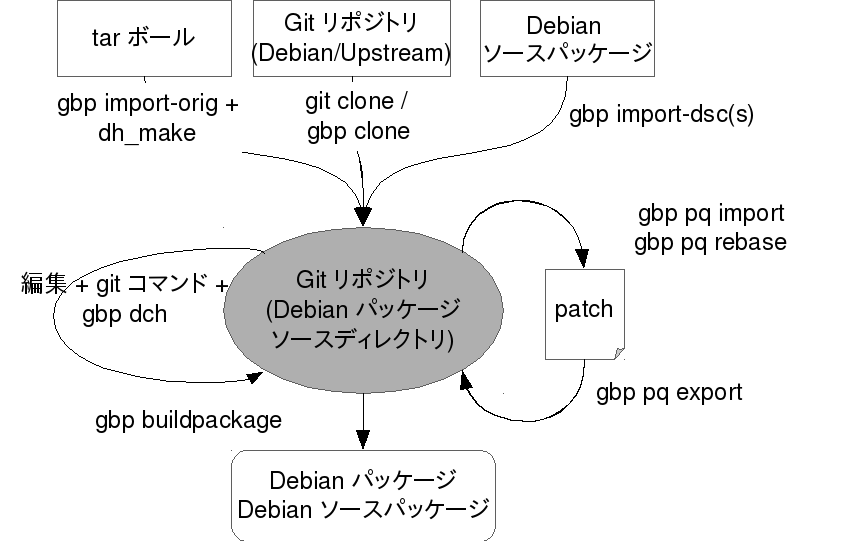 tar ボール
Git リポジトリ
(Debian/Upstream)
Debian
ソースパッケージ
gbp import-orig +
dh_make
git clone /
gbp clone
gbp import-dsc(s)
gbp pq import
gbp pq rebase
編集 + git コマンド +
gbp dch
Git リポジトリ
(Debian パッケージ
ソースディレクトリ)
patch
gbp pq export
gbp buildpackage
Debian パッケージ
Debian ソースパッケージ